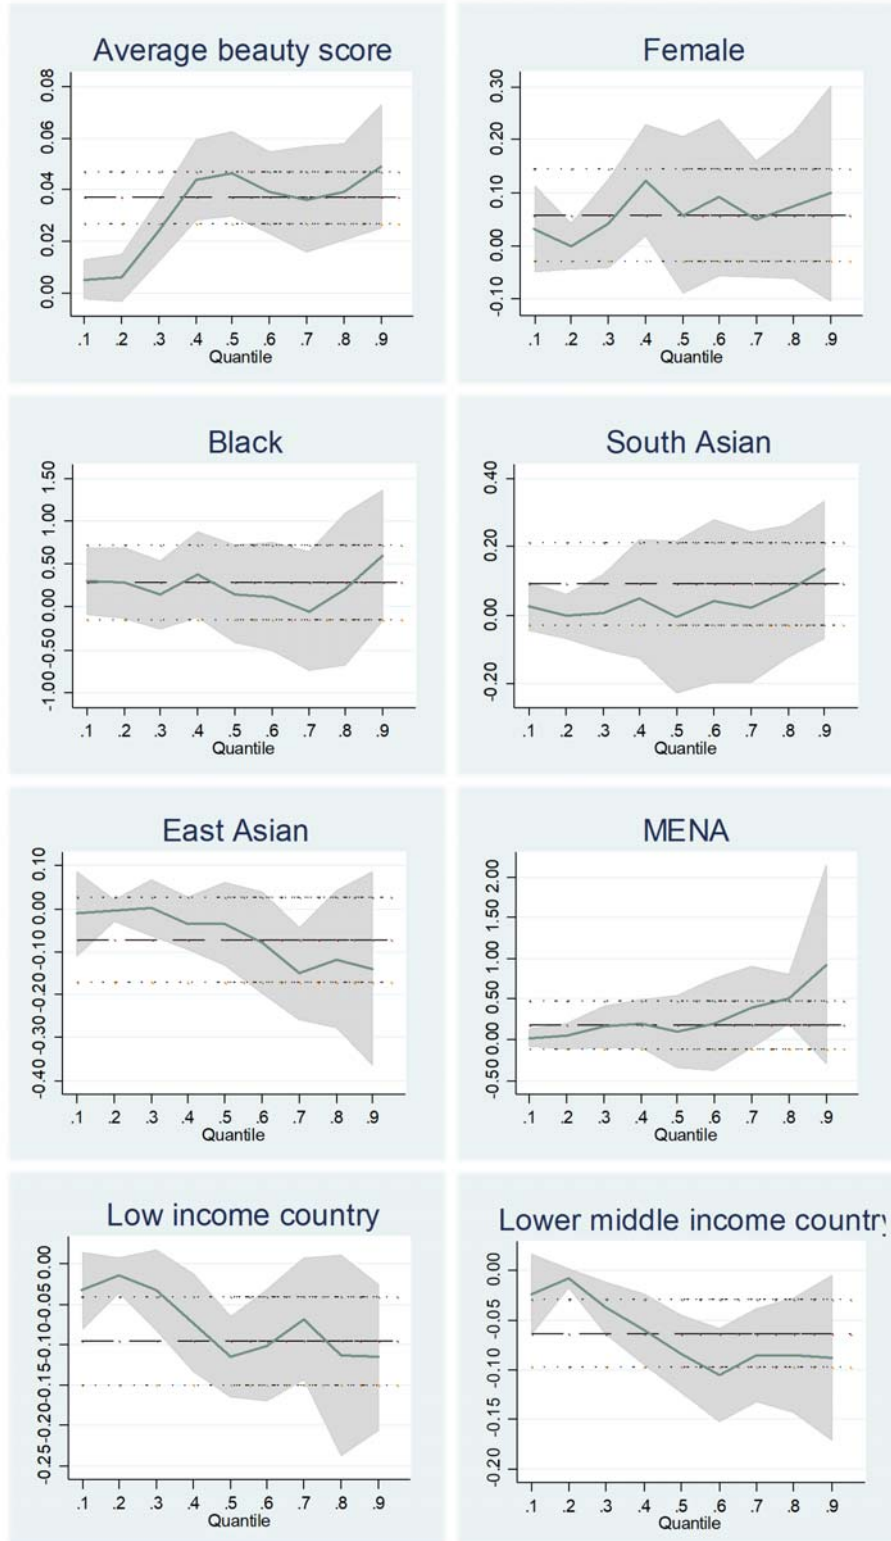 Average beauty score
0.08
0.06
0.04
0.02
0.00
.1 .2 .3 .4 .5 .6 .7 .8 .9
Quantile
Female
0.30
0.20
0.10
0.00
-0.10
.1 .2 .3 .4 .5 .6 .7 .8 .9
Quantile
Black
1.50
1.00
0.50
0.00
-0.50
-1.00
.1 .2 .3 .4 .5 .6 .7 .8 .9
Quantile
South Asian
0.40
0.20
0.00
-0.20
.1 .2 .3 .4 .5 .6 .7 .8 .9
Quantile
East Asian
0.10
0.00
-0.10
-0.20
-0.30
-0.40
.1 .2 .3 .4 .5 .6 .7 .8 .9
Quantile
MENA
2.00
1.50
1.00
0.50
0.00
-0.50
.1 .2 .3 .4 .5 .6 .7 .8 .9
Quantile
Low income country
0.00
-0.05
-0.10
-0.15
-0.20
-0.25
.1 .2 .3 .4 .5 .6 .7 .8 .9
Quantile
Lower middle income country
0.00
-0.05
-0.10
-0.15
-0.20
.1 .2 .3 .4 .5 .6 .7 .8 .9
Quantile